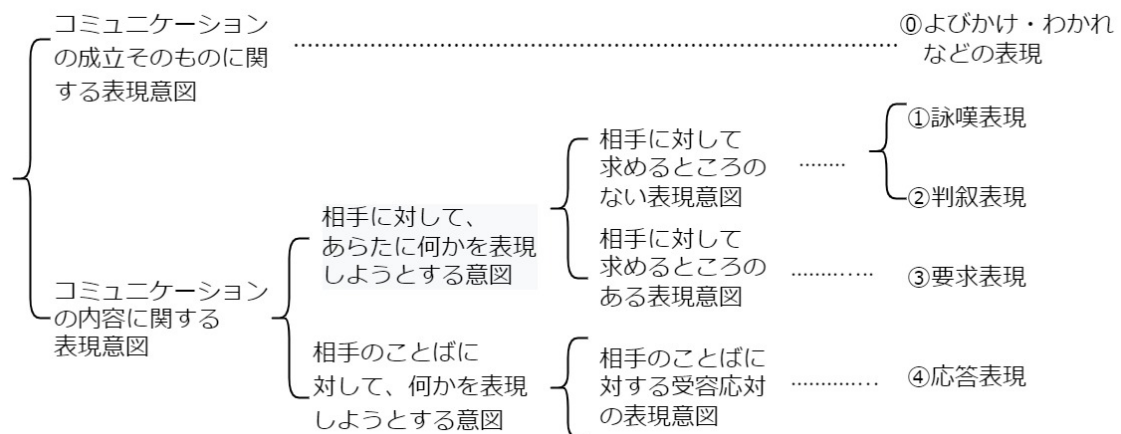 コミュニケーション
の成立そのものに関
する表現意図
⓪よびかけ・わかれ
などの表現
コミュニケーション
の内容に関する
表現意図
相手に対して、
あらたに何かを表現
しようとする意図
相手に対して
求めるところの
ない表現意図
①詠嘆表現
②判叙表現
相手に対して
求めるところの
ある表現意図
③要求表現
相手のことばに
対して、何かを表現
しようとする意図
相手のことばに
対する受容応対
の表現意図
④応答表現